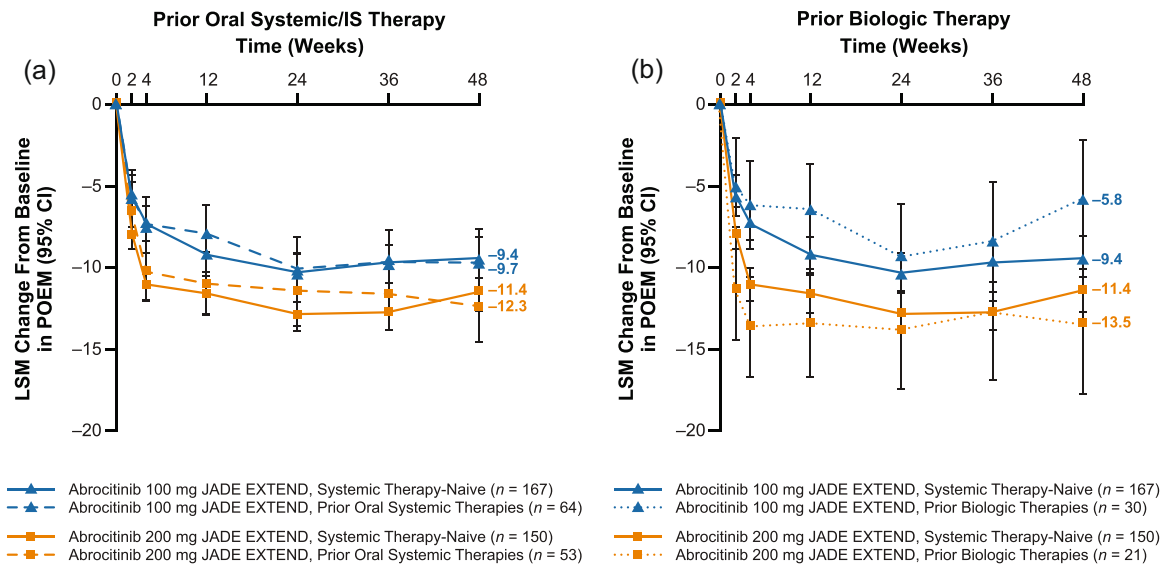 Prior Oral Systemic/IS Therapy
Time (Weeks)
(a)
0 2 4 12 24 36 48
0
–5
–10
–15
–20
LSM Change From Baseline
in POEM (95% CI)
–9.4
–9.7
–11.4
–12.3
Abrocitinib 100 mg JADE EXTEND, Systemic Therapy-Naive (n = 167)
Abrocitinib 100 mg JADE EXTEND, Prior Oral Systemic Therapies (n = 64)
Abrocitinib 200 mg JADE EXTEND, Systemic Therapy-Naive (n = 150)
Abrocitinib 200 mg JADE EXTEND, Prior Oral Systemic Therapies (n = 53)
Prior Biologic Therapy
Time (Weeks)
(b)
0 2 4 12 24 36 48
0
–5
–10
–15
–20
LSM Change From Baseline
in POEM (95% CI)
–5.8
–9.4
–11.4
–13.5
Abrocitinib 100 mg JADE EXTEND, Systemic Therapy-Naive (n = 167)
Abrocitinib 100 mg JADE EXTEND, Prior Biologic Therapies (n = 30)
Abrocitinib 200 mg JADE EXTEND, Systemic Therapy-Naive (n = 150)
Abrocitinib 200 mg JADE EXTEND, Prior Biologic Therapies (n = 21)